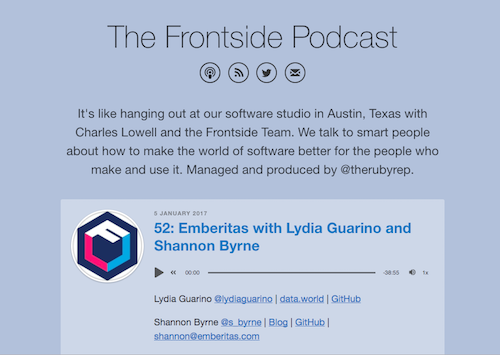 The Frontside Podcast
It's like hanging out at our software studio in Austin, Texas with
Charles Lowell and the Frontside Team. We talk to smart people
about how to make the world of software better for the people who
make and use it. Managed and produced by @therubyrep.
5 JANUARY 2017
52: Emberitas with Lydia Guarino and
Shannon Byrne
00:00 -38:55 1x
Lydia Guarino @lydiaguarino | data.world | GitHub
Shannon Byrne @s_byrne | Blog | GitHub |
shannon@emberitas.com